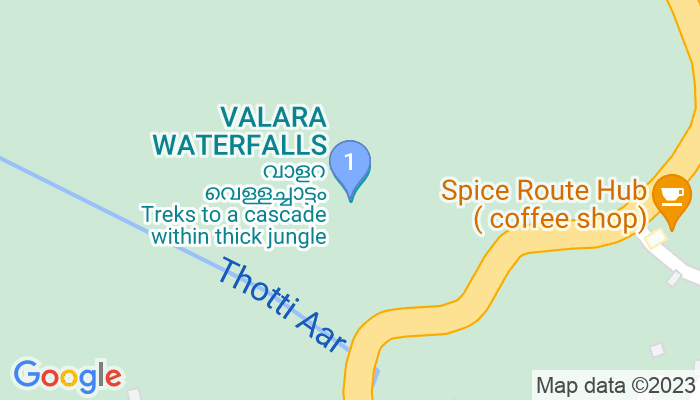 VALARA
WATERFALLS
വാളറ
വെള്ളച്ചാട്ടം
Treks to a cascade
within thick jungle
1
Spice Route Hub
( coffee shop)
Thotti Aar
Google
Map data ©2023